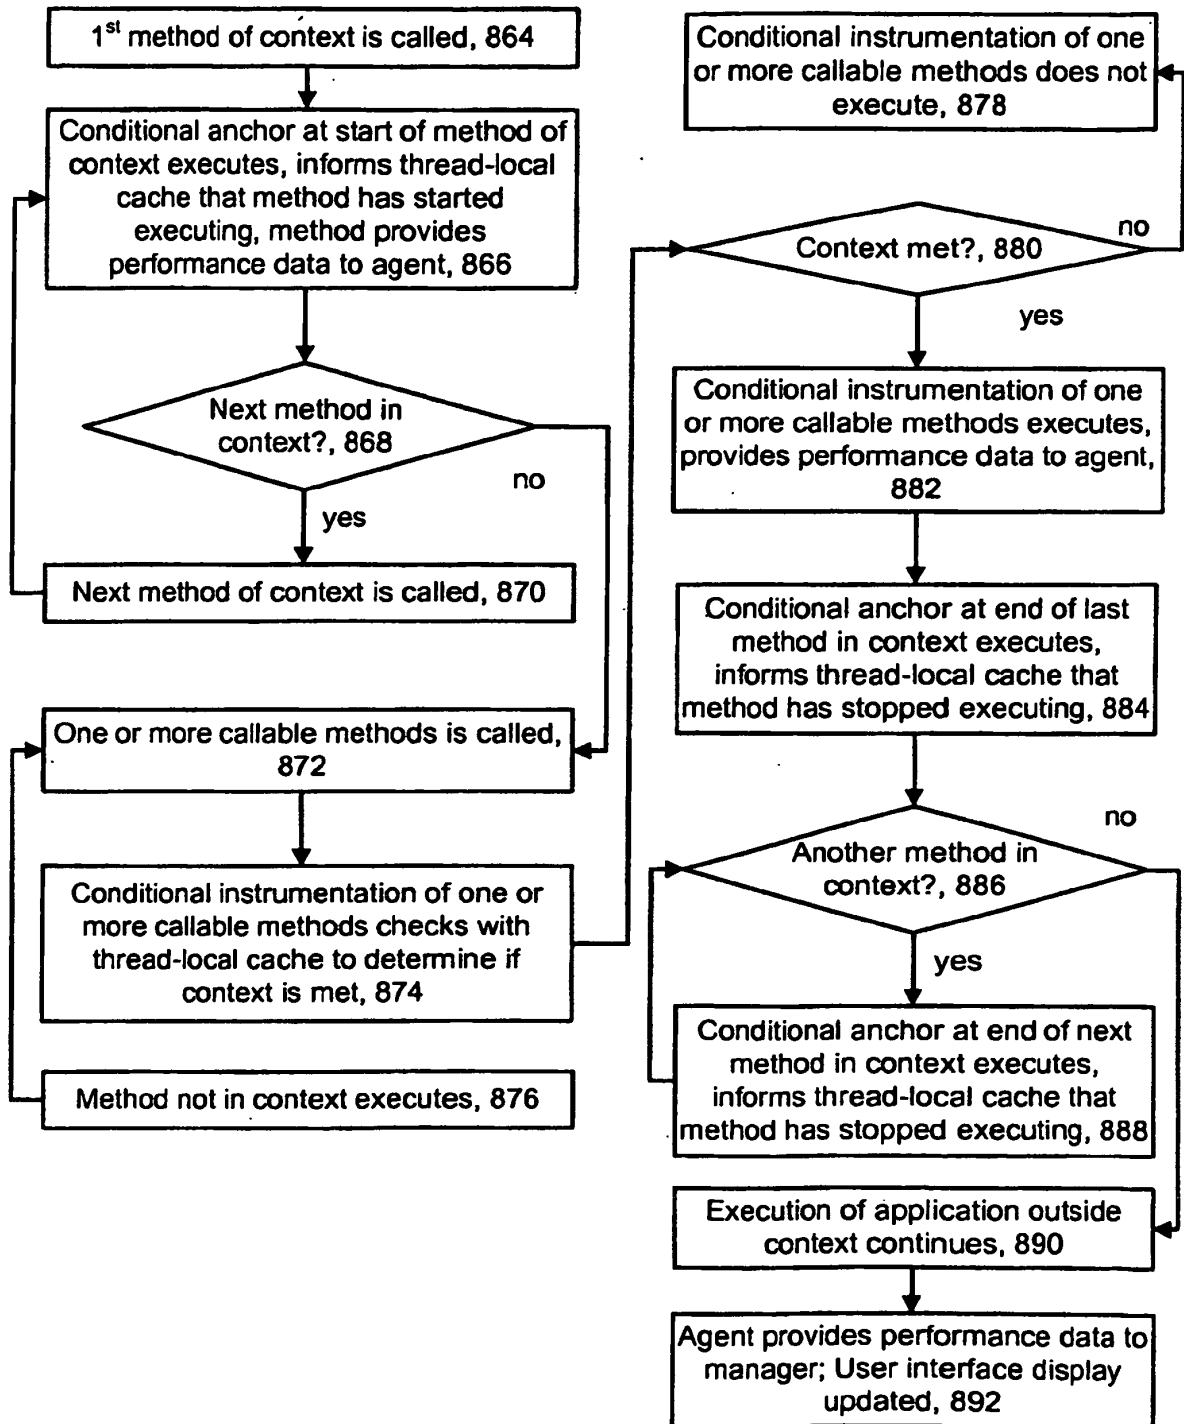 1st method of context is called, 864
Conditional anchor at start of method of
context executes, informs thread-local
cache that method has started
executing, method provides
performance data to agent, 866
Next method in
context?, 868
no
yes
Next method of context is called, 870
One or more callable methods is called,
872
Conditional instrumentation of one or
more callable methods checks with
thread-local cache to determine if
context is met, 874
Method not in context executes, 876
Conditional instrumentation of one
or more callable methods does not
execute, 878
Context met?, 880
no
yes
Conditional instrumentation of one
or more callable methods executes,
provides performance data to agent,
882
Conditional anchor at end of last
method in context executes,
informs thread-local cache that
method has stopped executing, 884
Another method in
context?, 886
no
yes
Conditional anchor at end of next
method in context executes,
informs thread-local cache that
method has stopped executing, 888
Execution of application outside
context continues, 890
Agent provides performance data to
manager; User interface display
updated, 892